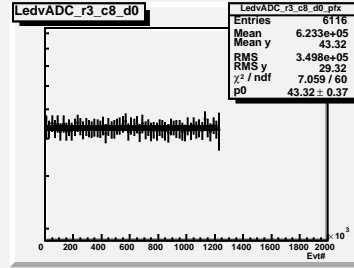 LedvADC_r3_c8_d0
LedvADC_r3_c8_d0_pfx
Entries 6116
Mean 6.233e+05
Mean y 43.32
RMS 3.498e+05
RMS y 29.32
χ² / ndf 7.059 / 60
p0 43.32 ± 0.37
0 200 400 600 800 1000 1200 1400 1600 1800 2000
×10³
Evt#